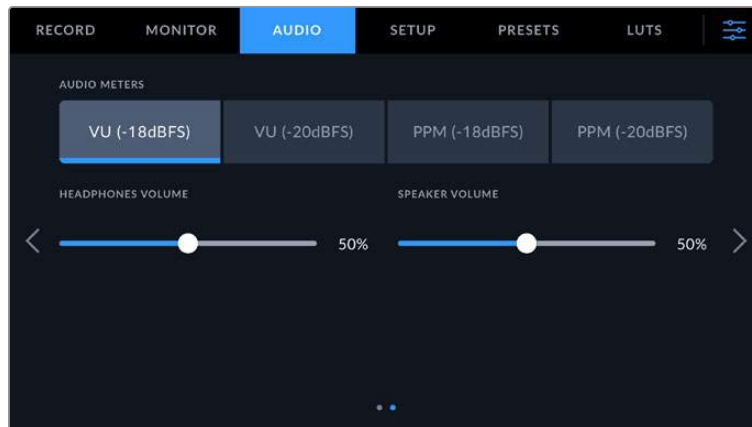 RECORD MONITOR AUDIO SETUP PRESETS LUTS
AUDIO METERS
VU (-18dBFS) VU (-20dBFS) PPM (-18dBFS) PPM (-20dBFS)
HEADPHONES VOLUME SPEAKER VOLUME
50% 50%